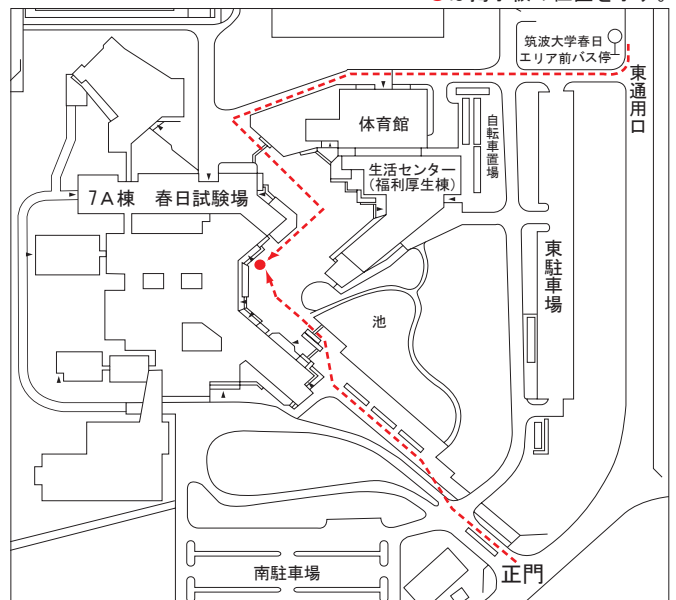 筑波大学春日
エリア前バス停
東通用口
体育館
自転車置場
生活センター
(福利厚生棟)
7A棟 春日試験場
東駐車場
池
南駐車場
正門